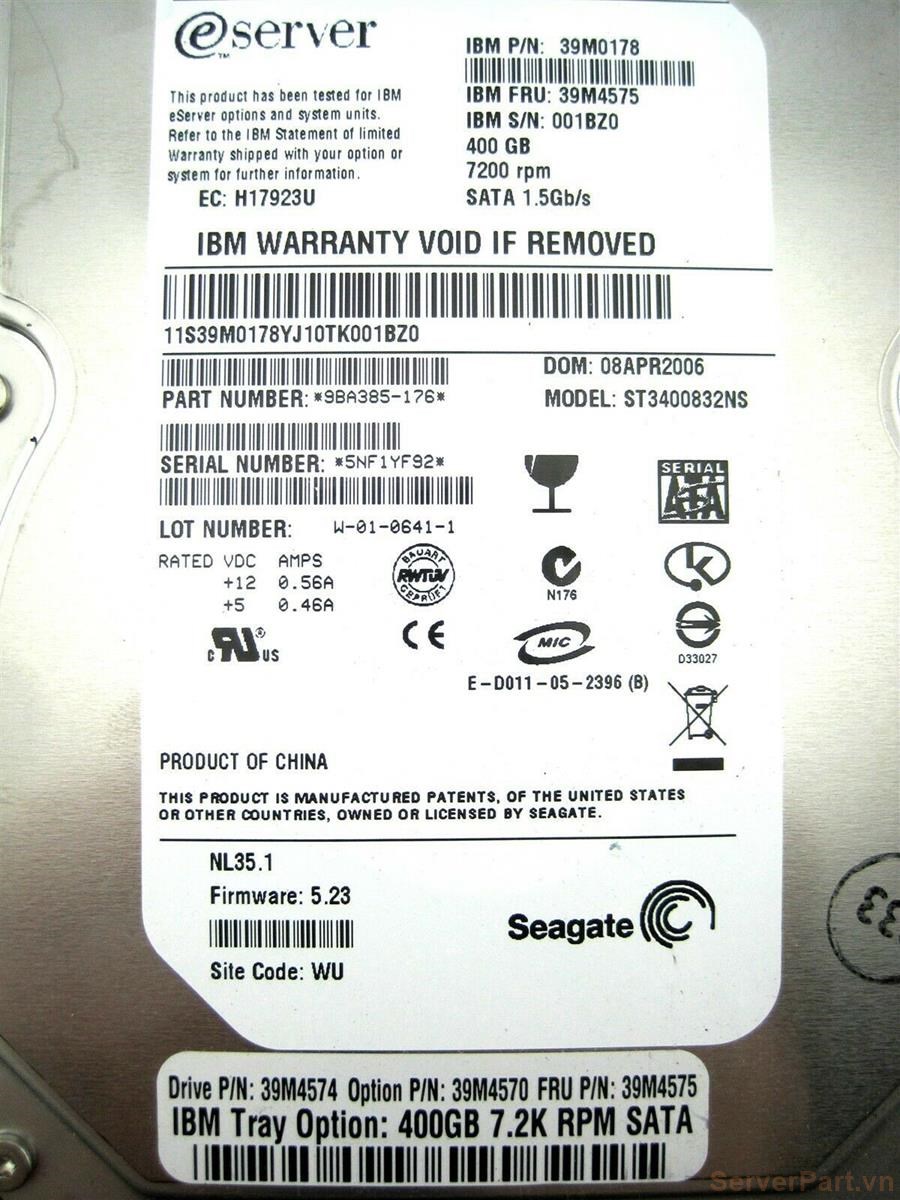 eserver
TM
IBM P/N: 39M0178
IBM FRU: 39M4575
IBM S/N: 001BZ0
400 GB
7200 rpm
SATA 1.5Gb/s
This product has been tested for IBM
eServer options and system units.
Refer to the IBM Statement of limited
Warranty shipped with your option or
system for further information.
EC: H17923U
IBM WARRANTY VOID IF REMOVED
11S39M0178YJ10TK001BZ0
DOM: 08APR2006
PART NUMBER: *9BA385-176*
MODEL: ST3400832NS
SERIAL NUMBER: *5NF1YF92*
SERIAL
ATA
LOT NUMBER: W-01-0641-1
RATED VDC AMPS
+12 0.56A
+5 0.46A
BAUART
RWTÜV
GEPRÜFT
N176
c RU ® US
CE
MIC
D33027
E-D011-05-2396 (B)
PRODUCT OF CHINA
THIS PRODUCT IS MANUFACTURED PATENTS, OF THE UNITED STATES
OR OTHER COUNTRIES, OWNED OR LICENSED BY SEAGATE.
NL35.1
Firmware: 5.23
Seagate
Site Code: WU
33
Drive P/N: 39M4574 Option P/N: 39M4570 FRU P/N: 39M4575
IBM Tray Option: 400GB 7.2K RPM SATA
ServerPart.vn